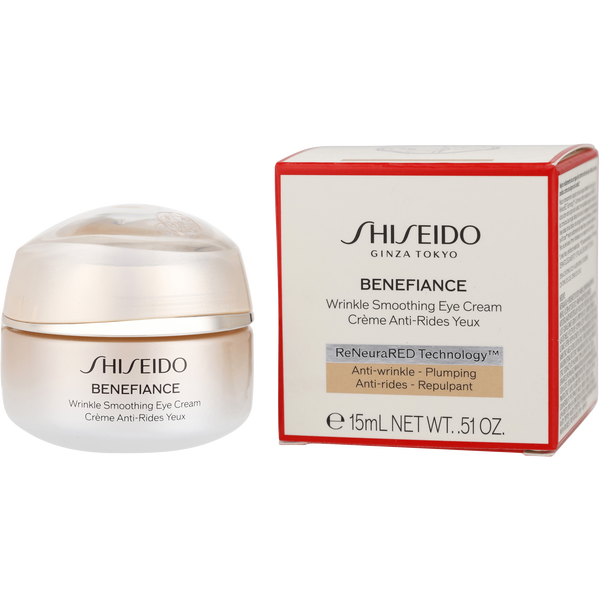 SHISEIDO
BENEFIANCE
Wrinkle Smoothing Eye Cream
Crème Anti-Rides Yeux
SHISEIDO
GINZA TOKYO
BENEFIANCE
Wrinkle Smoothing Eye Cream
Crème Anti-Rides Yeux
ReNeuraRED Technology™
Anti-wrinkle - Plumping
Anti-rides - Repulpant
℮ 15mL NET WT. .51 OZ.